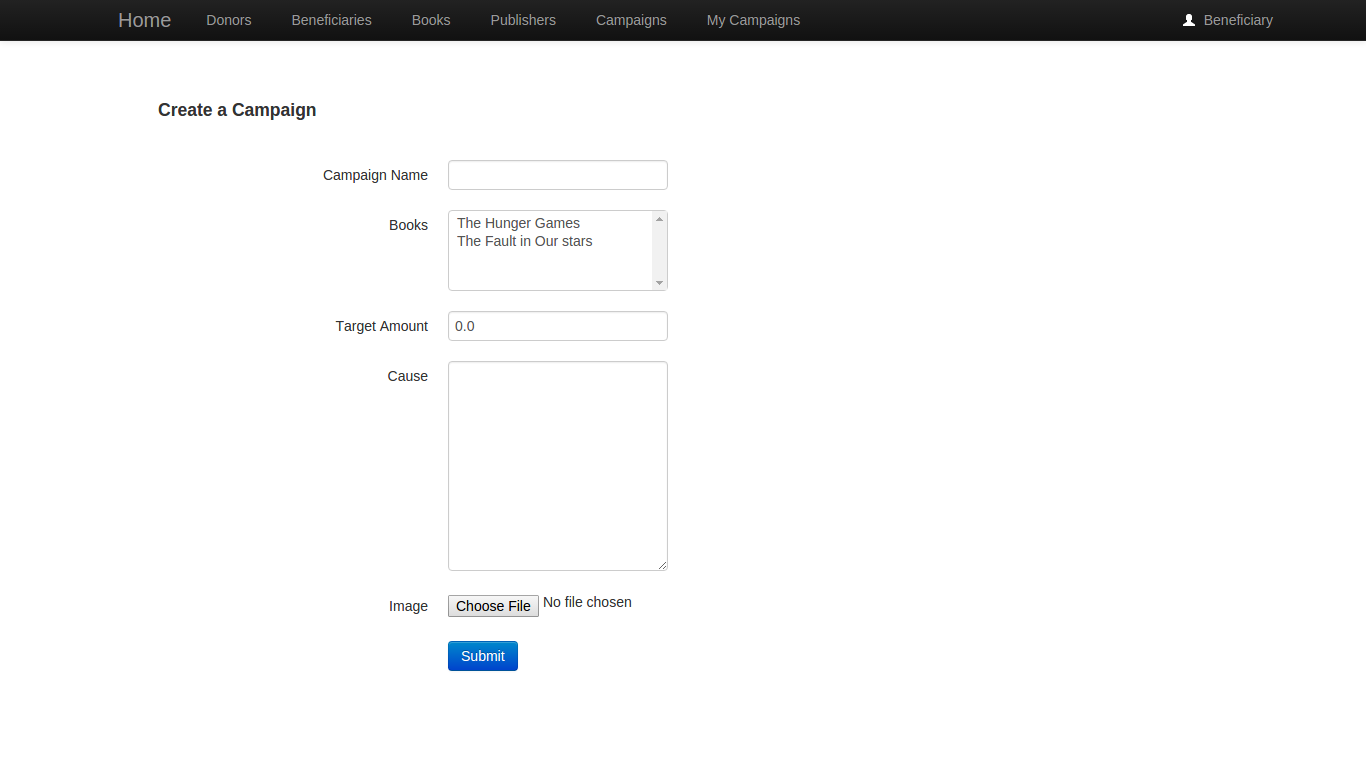 Home Donors Beneficiaries Books Publishers Campaigns My Campaigns Beneficiary
Create a Campaign
Campaign Name
Books
The Hunger Games
The Fault in Our stars
Target Amount 0.0
Cause
Image Choose File No file chosen
Submit